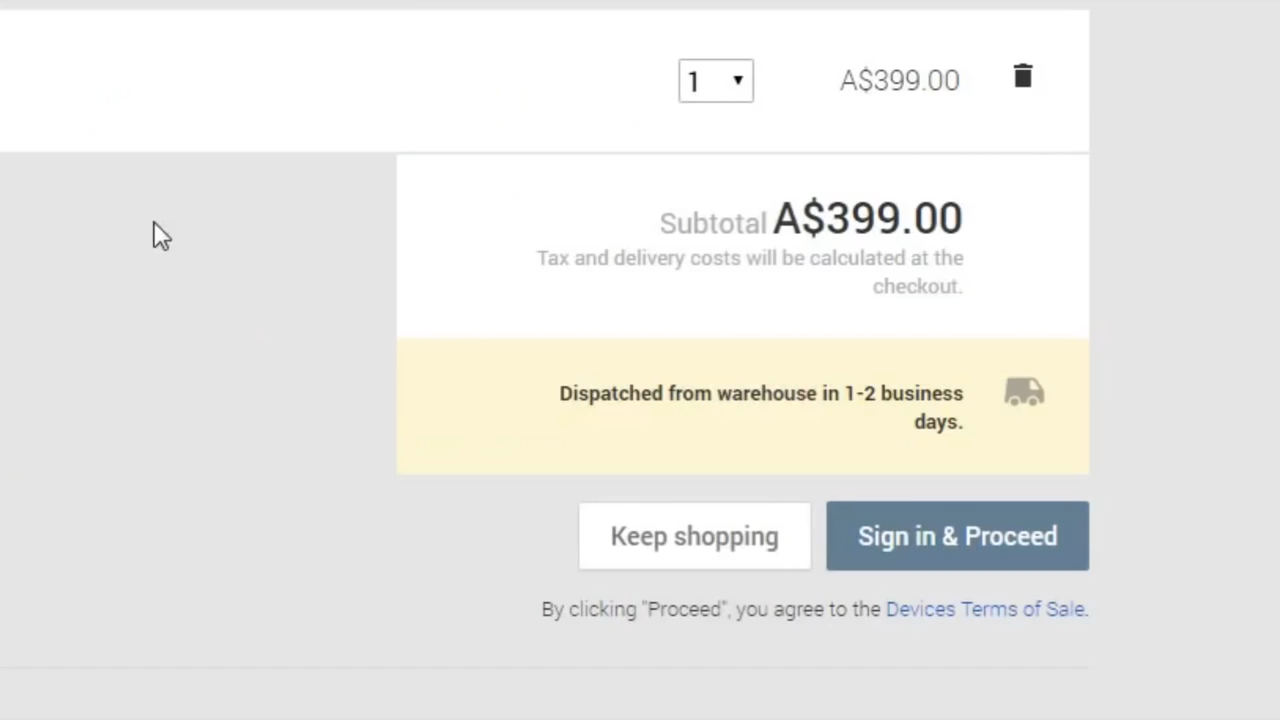 1 A$399.00
Subtotal A$399.00
Tax and delivery costs will be calculated at the
checkout.
Dispatched from warehouse in 1-2 business
days.
Keep shopping Sign in & Proceed
By clicking "Proceed", you agree to the Devices Terms of Sale.